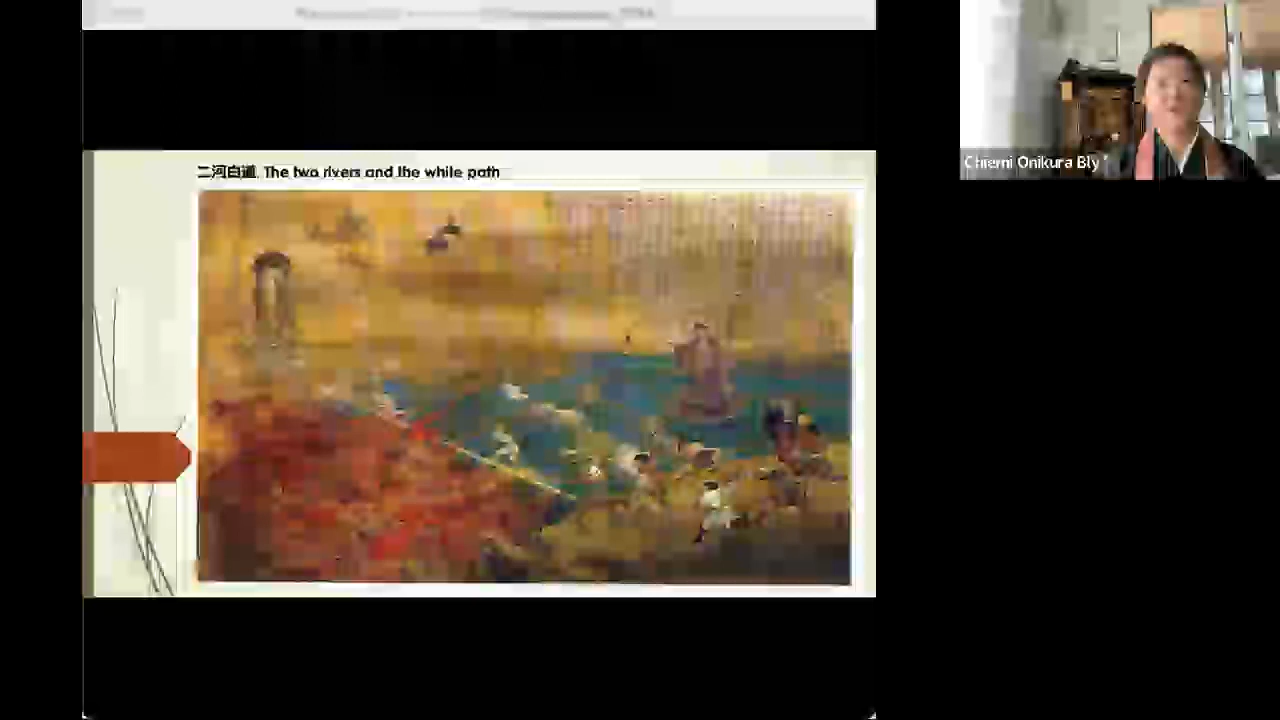 二河白道 The two rivers and the while path
Chiemi Onikura Bly